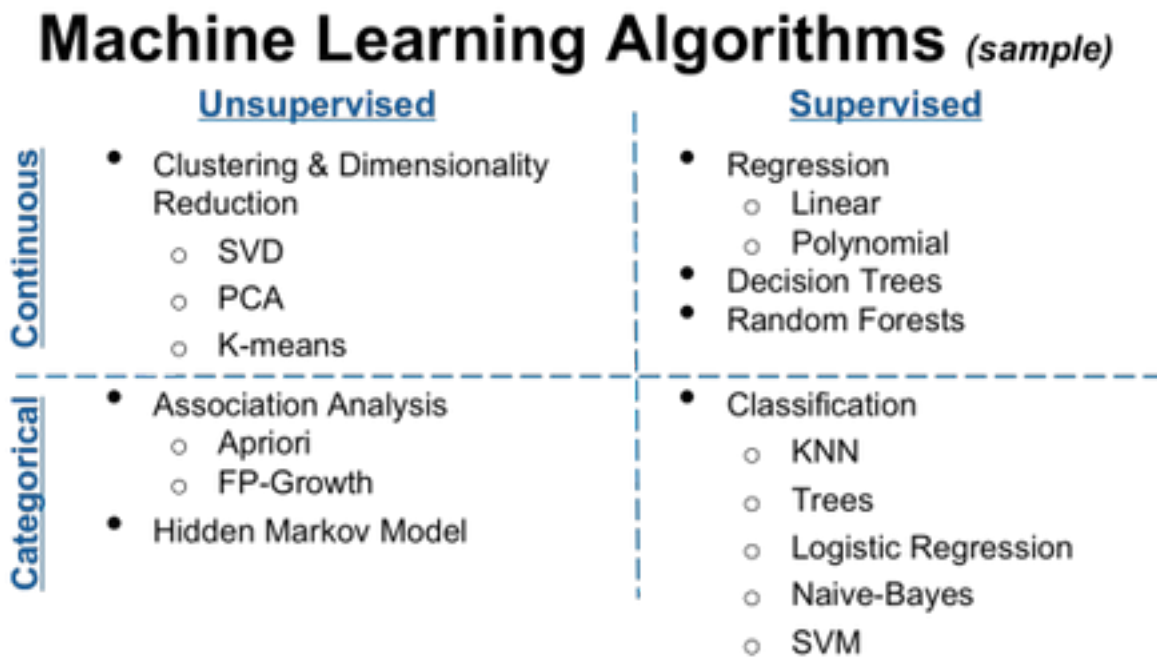 Machine Learning Algorithms (sample)
Unsupervised
Supervised
Continuous
• Clustering & Dimensionality
Reduction
○ SVD
○ PCA
○ K-means
• Regression
○ Linear
○ Polynomial
• Decision Trees
• Random Forests
Categorical
• Association Analysis
○ Apriori
○ FP-Growth
• Hidden Markov Model
• Classification
○ KNN
○ Trees
○ Logistic Regression
○ Naive-Bayes
○ SVM